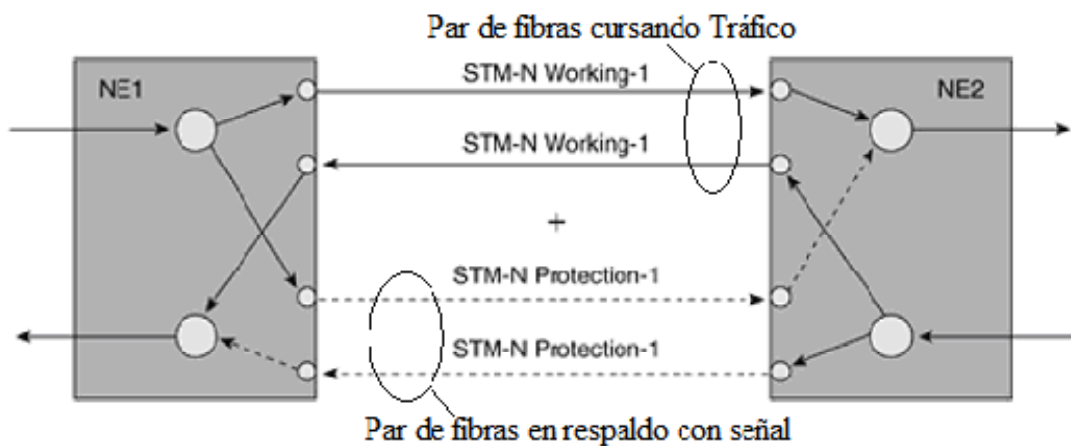 Par de fibras cursando Tráfico
STM-N Working-1
NE1
NE2
STM-N Working-1
+
STM-N Protection-1
STM-N Protection-1
Par de fibras en respaldo con señal